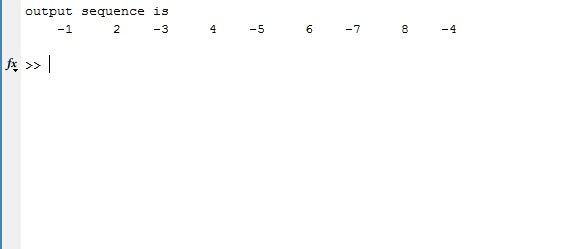 output sequence is
-1 2 -3 4 -5 6 -7 8 -4
fx >>